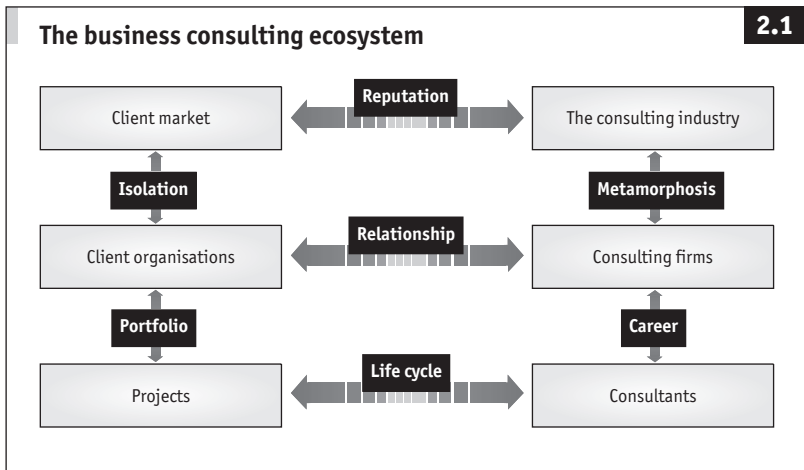 The business consulting ecosystem
2.1
Reputation
Client market
The consulting industry
Isolation
Metamorphosis
Relationship
Client organisations
Consulting firms
Portfolio
Career
Life cycle
Projects
Consultants